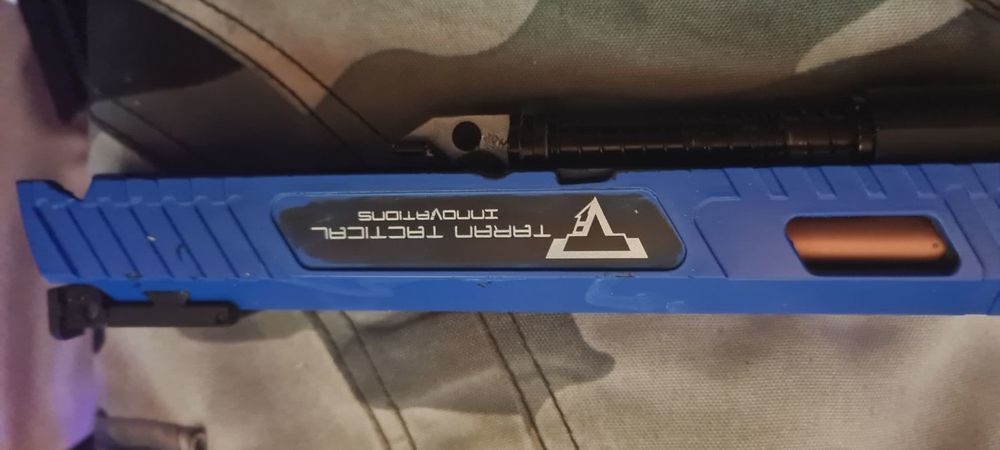 TARAN TACTICAL
INNOVATIONS